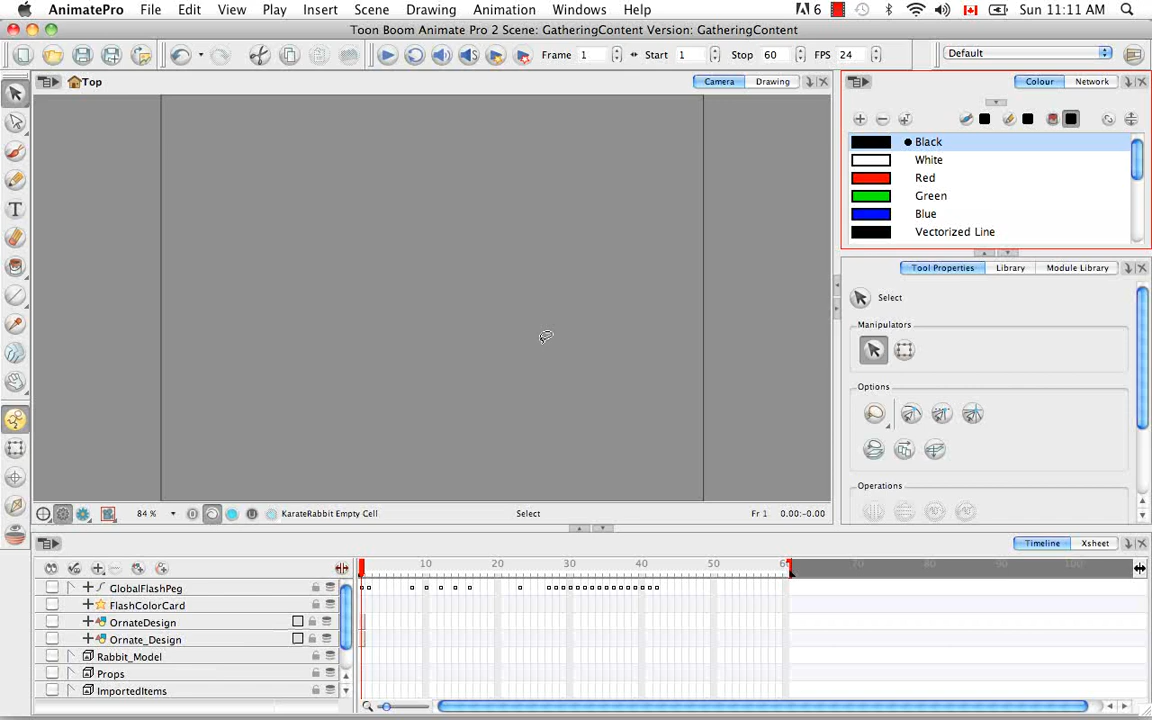 AnimatePro File Edit View Play Insert Scene Drawing Animation Windows Help 6 Sun 11:11 AM
Toon Boom Animate Pro 2 Scene: GatheringContent Version: GatheringContent
Frame 1 Start 1 Stop 60 FPS 24 Default
Top Camera Drawing Colour Network
Black
White
Red
Green
Blue
Vectorized Line
Tool Properties Library Module Library
Select
Manipulators
Options
Operations
84 % KarateRabbit Empty Cell Select Fr 1 0.00:-0.00
Timeline Xsheet
10 20 30 40 50 60 70 80 90 100
GlobalFlashPeg
FlashColorCard
OrnateDesign
Ornate_Design
Rabbit_Model
Props
ImportedItems